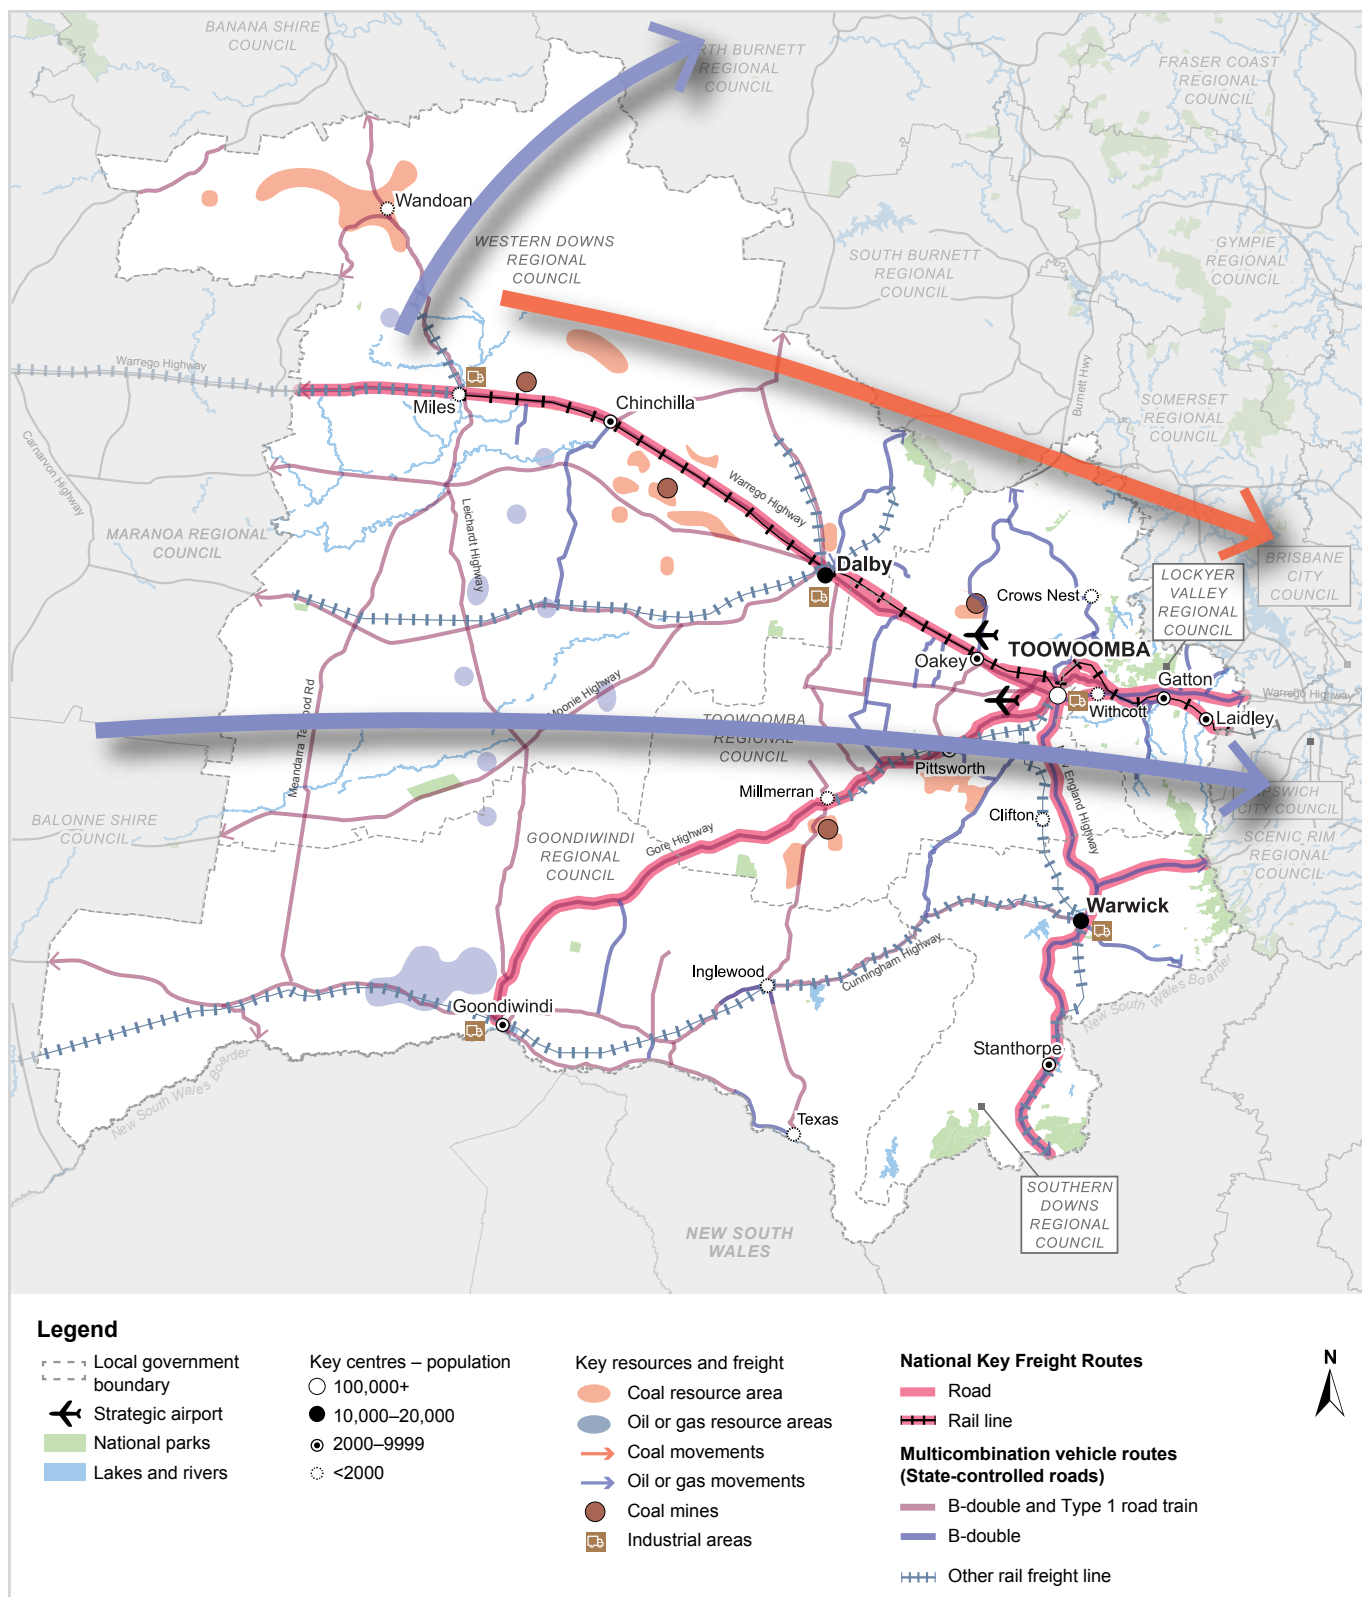 BANANA SHIRE
COUNCIL
NORTH BURNETT
REGIONAL
COUNCIL
FRASER COAST
REGIONAL
COUNCIL
Wandoan
WESTERN DOWNS
REGIONAL
COUNCIL
SOUTH BURNETT
REGIONAL
COUNCIL
GYMPIE
REGIONAL
COUNCIL
Warrego Highway
Miles
Chinchilla
Burnett Hwy
SOMERSET
REGIONAL
COUNCIL
Carnarvon Highway
Warrego Highway
Leichardt Highway
MARANOA REGIONAL
COUNCIL
Dalby
BRISBANE
CITY
COUNCIL
LOCKYER
VALLEY
REGIONAL
COUNCIL
Crows Nest
TOOWOOMBA
Oakey
Gatton
Withcott
Warrego Highway
Laidley
Moonie Highway
TOOWOOMBA
REGIONAL
COUNCIL
Pittsworth
Millmerran
IPSWICH
CITY COUNCIL
SCENIC RIM
REGIONAL
COUNCIL
BALONNE SHIRE
COUNCIL
GOONDIWINDI
REGIONAL
COUNCIL
Gore Highway
Clifton
England Highway
Warwick
Inglewood
Cunningham Highway
Goondiwindi
New South Wales Boarder
New South Wales Boarder
Stanthorpe
Texas
SOUTHERN
DOWNS
REGIONAL
COUNCIL
NEW SOUTH
WALES
Legend
Local government
boundary
Strategic airport
National parks
Lakes and rivers
Key centres – population
100,000+
10,000–20,000
2000–9999
<2000
Key resources and freight
Coal resource area
Oil or gas resource areas
Coal movements
Oil or gas movements
Coal mines
Industrial areas
National Key Freight Routes
Road
Rail line
Multicombination vehicle routes
(State-controlled roads)
B-double and Type 1 road train
B-double
Other rail freight line
N